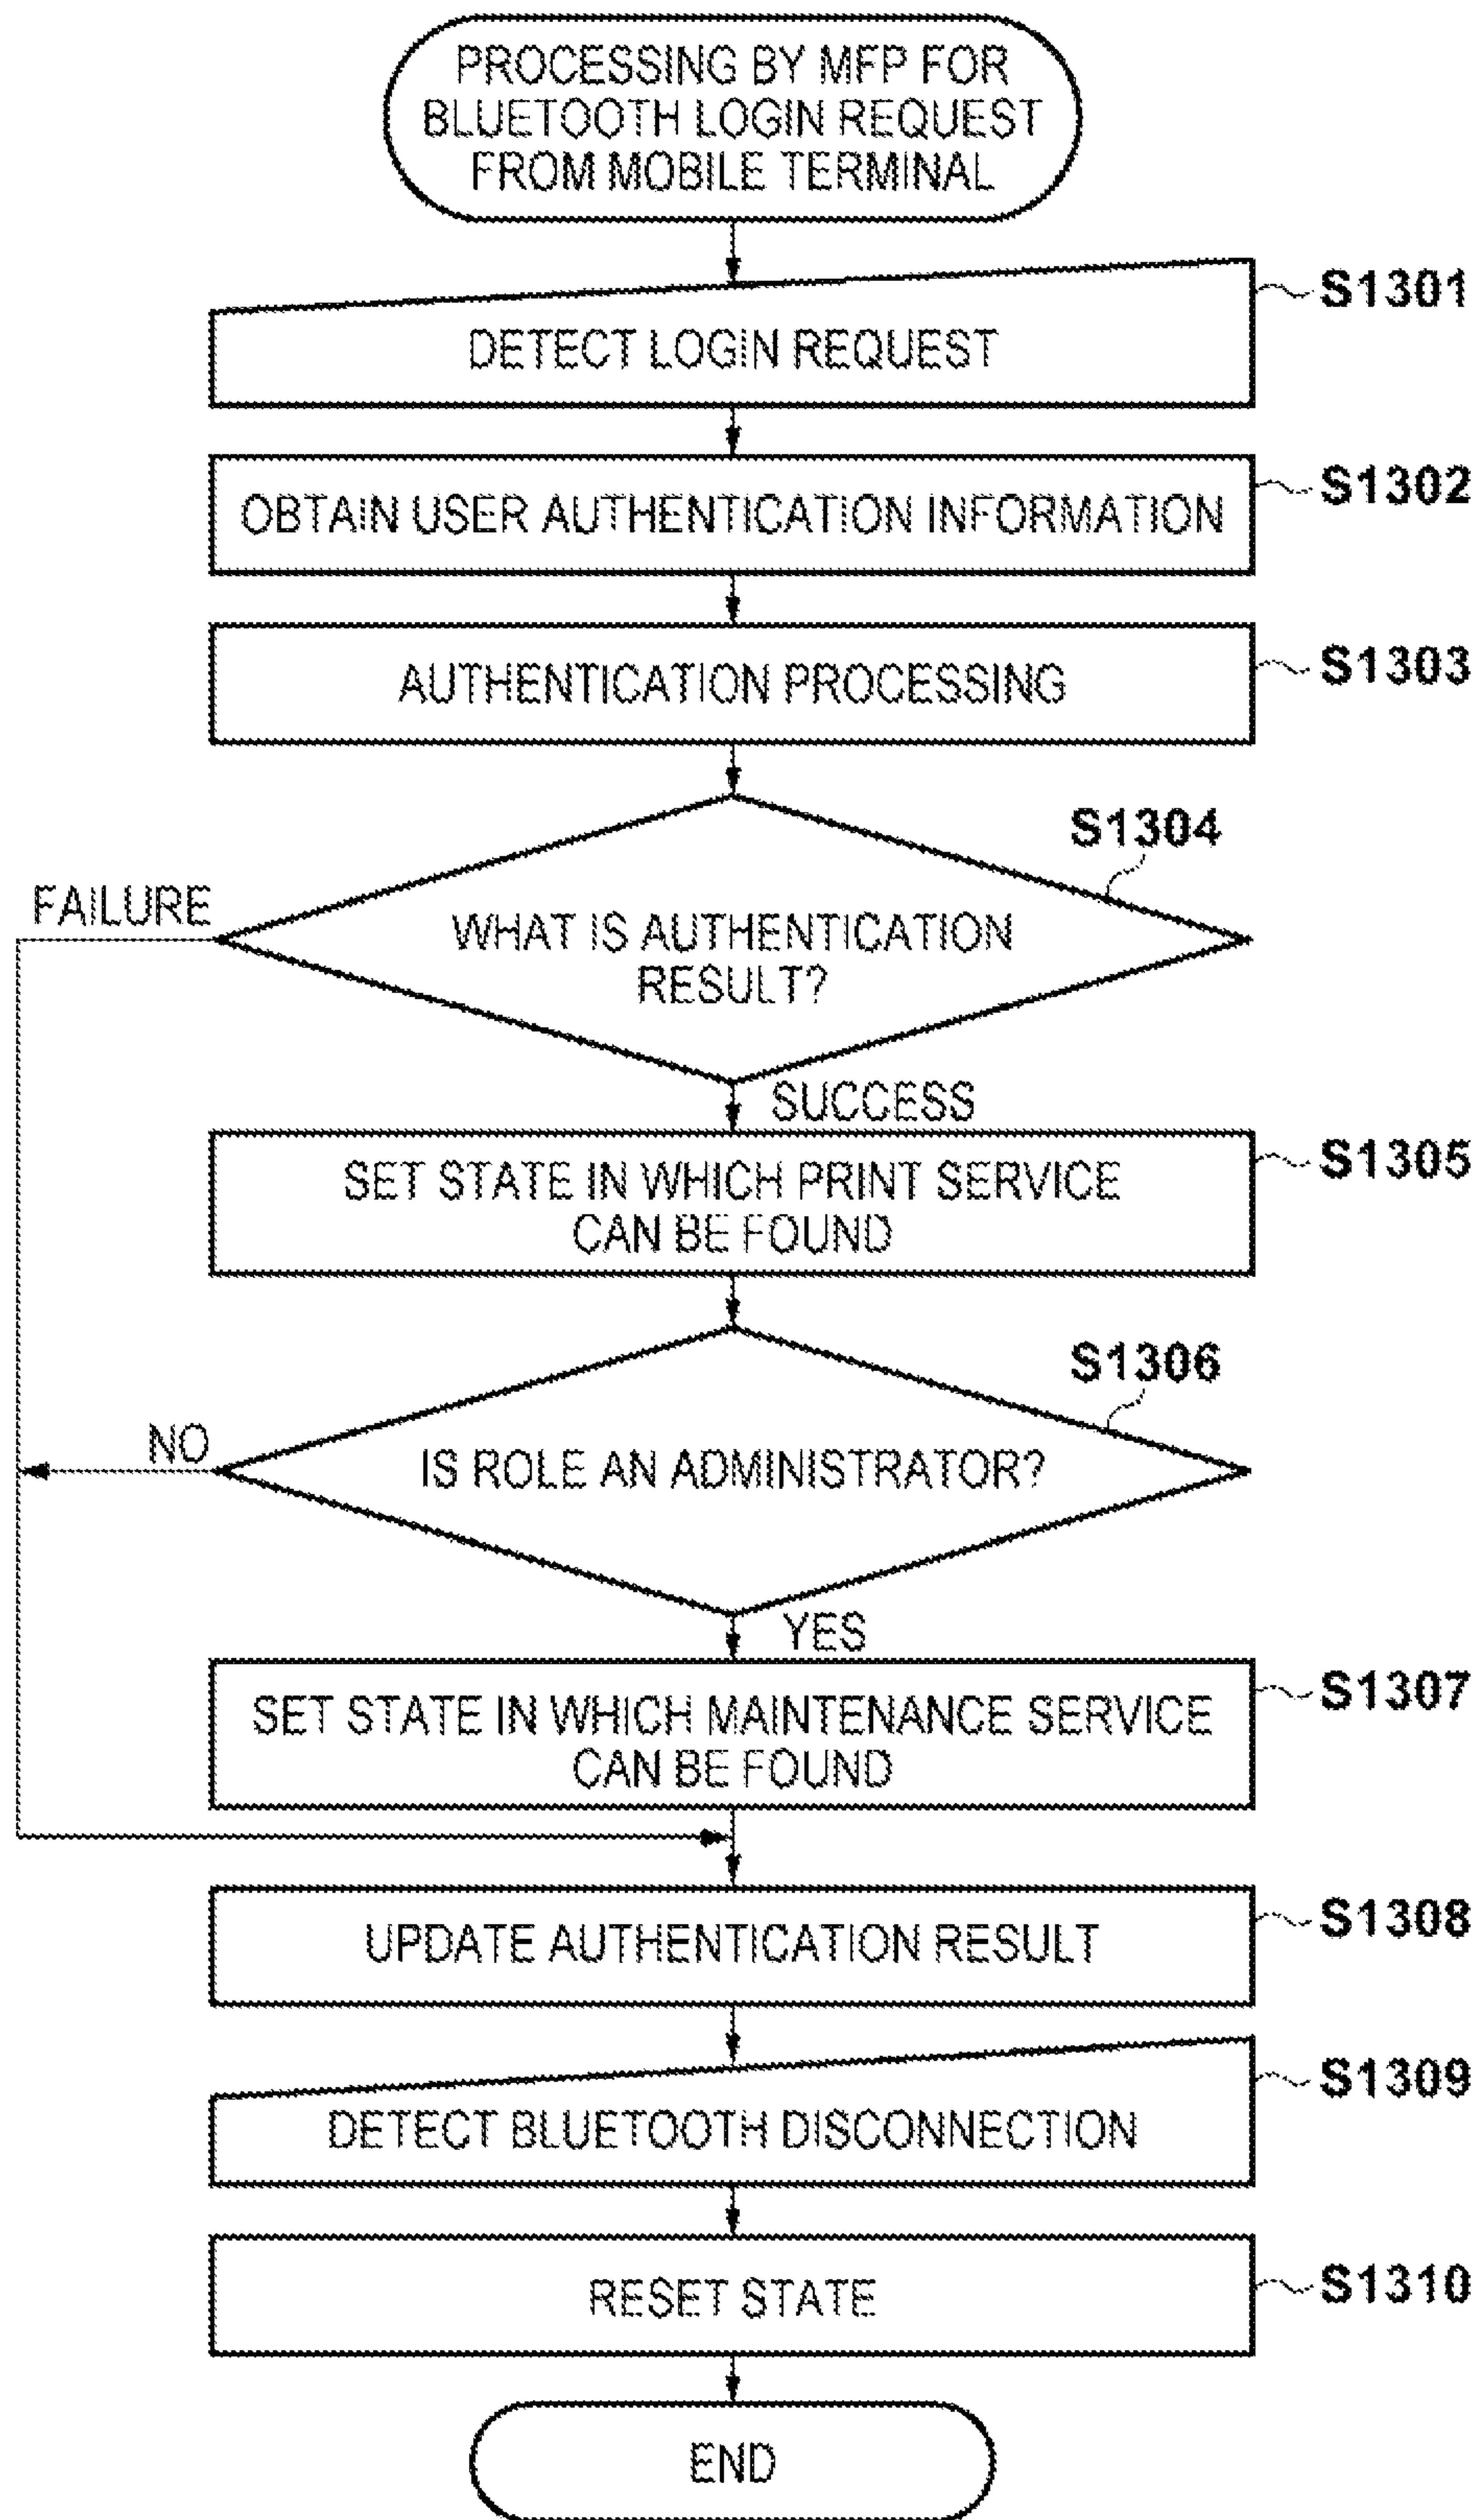 PROCESSING BY MFP FOR
BLUETOOTH LOGIN REQUEST
FROM MOBILE TERMINAL
S1301
DETECT LOGIN REQUEST
S1302
OBTAIN USER AUTHENTICATION INFORMATION
S1303
AUTHENTICATION PROCESSING
S1304
FAILURE
WHAT IS AUTHENTICATION
RESULT?
SUCCESS
S1305
SET STATE IN WHICH PRINT SERVICE
CAN BE FOUND
S1306
NO
IS ROLE AN ADMINISTRATOR?
YES
S1307
SET STATE IN WHICH MAINTENANCE SERVICE
CAN BE FOUND
S1308
UPDATE AUTHENTICATION RESULT
S1309
DETECT BLUETOOTH DISCONNECTION
S1310
RESET STATE
END